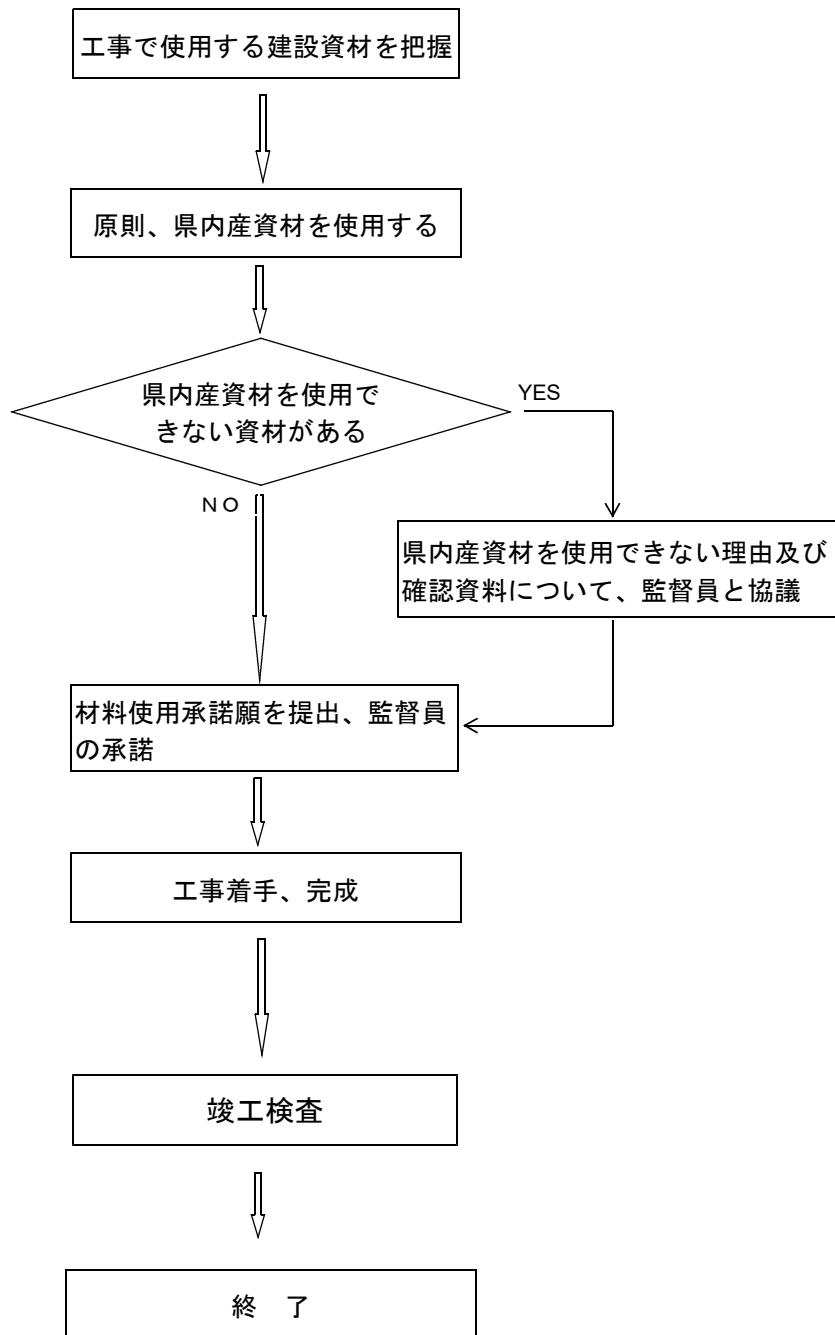 工事で使用する建設資材を把握
原則、県内産資材を使用する
県内産資材を使用で
きない資材がある
YES
ＮＯ
県内産資材を使用できない理由及び
確認資料について、監督員と協議
材料使用承諾願を提出、監督員
の承諾
工事着手、完成
竣工検査
終　了